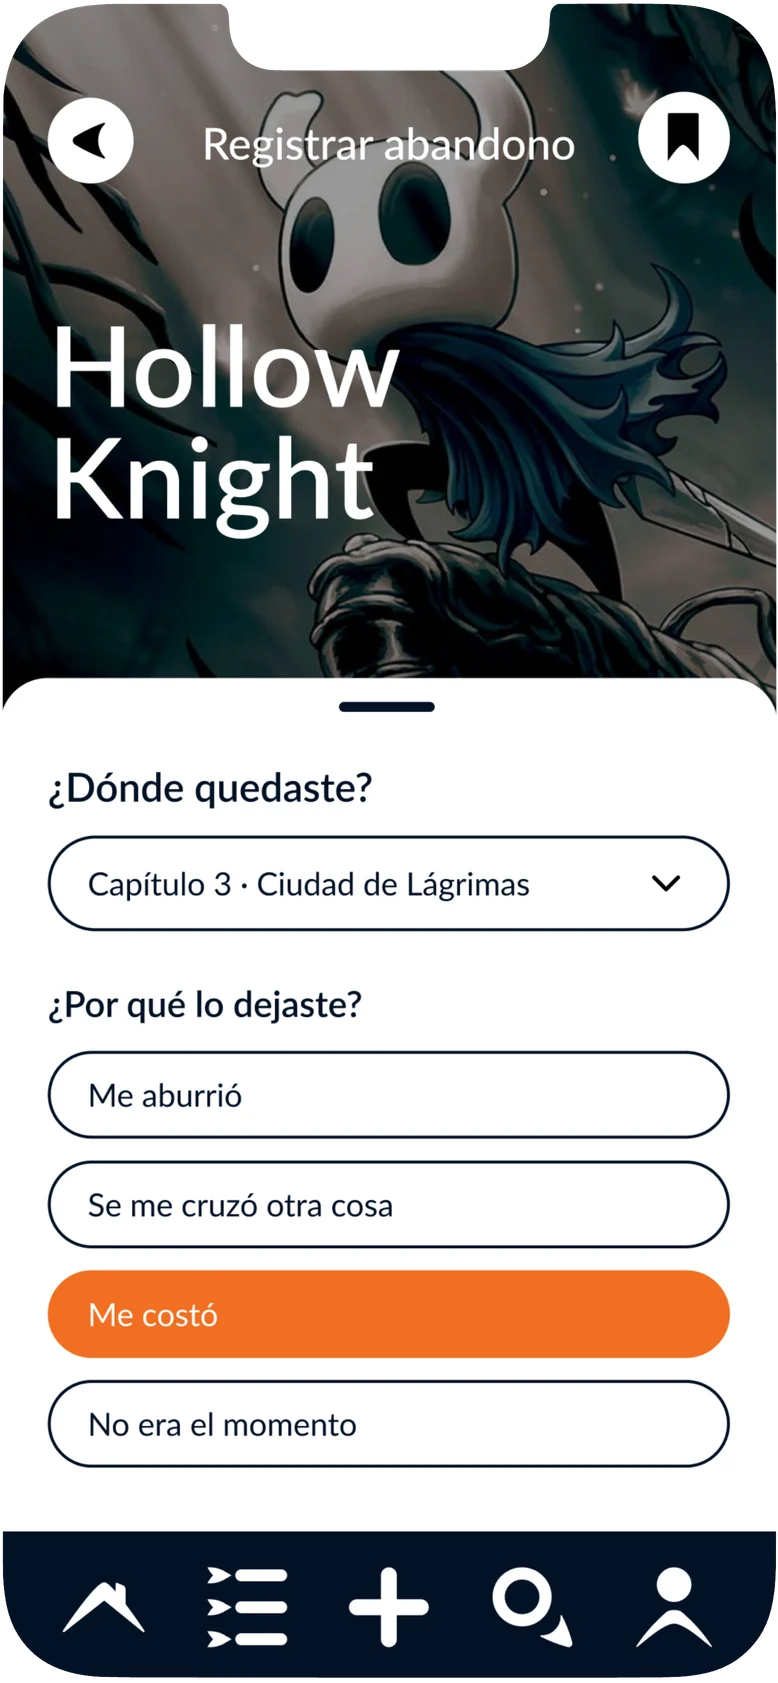 Registrar abandono
Hollow
Knight
¿Dónde quedaste?
Capítulo 3 · Ciudad de Lágrimas
¿Por qué lo dejaste?
Me aburrió
Se me cruzó otra cosa
Me costó
No era el momento